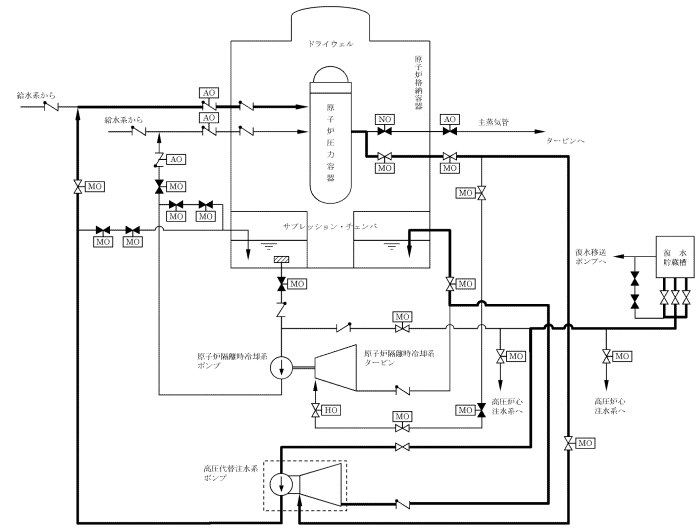 ドライウェル
原子炉格納容器
給水系から
AO
AO
給水系から
原子炉圧力容器
NO
AO
主蒸気管
タービンへ
AO
MO
MO
MO
MO
MO
MO
MO
MO
MO
MO
サプレッション・チェンバ
復水移送
ポンプへ
復水
貯蔵槽
MO
MO
MO
原子炉隔離時冷却系
ポンプ
原子炉隔離時冷却系
タービン
MO
MO
高圧炉心
注水系へ
高圧炉心
注水系へ
HO
MO
MO
MO
高圧代替注水系
ポンプ